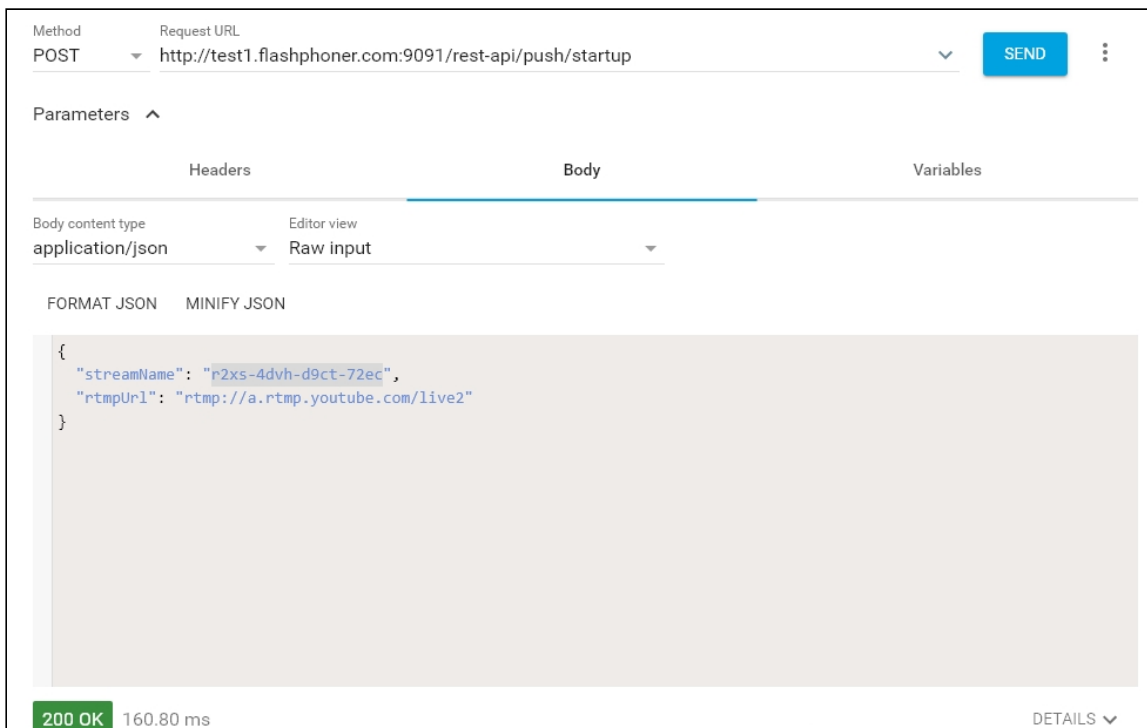 Method Request URL
POST http://test1.flashphoner.com:9091/rest-api/push/startup SEND
Parameters
Headers Body Variables
Body content type Editor view
application/json Raw input
FORMAT JSON MINIFY JSON
{
"streamName": "r2xs-4dvh-d9ct-72ec",
"rtmpUrl": "rtmp://a.rtmp.youtube.com/live2"
}
200 OK 160.80 ms DETAILS